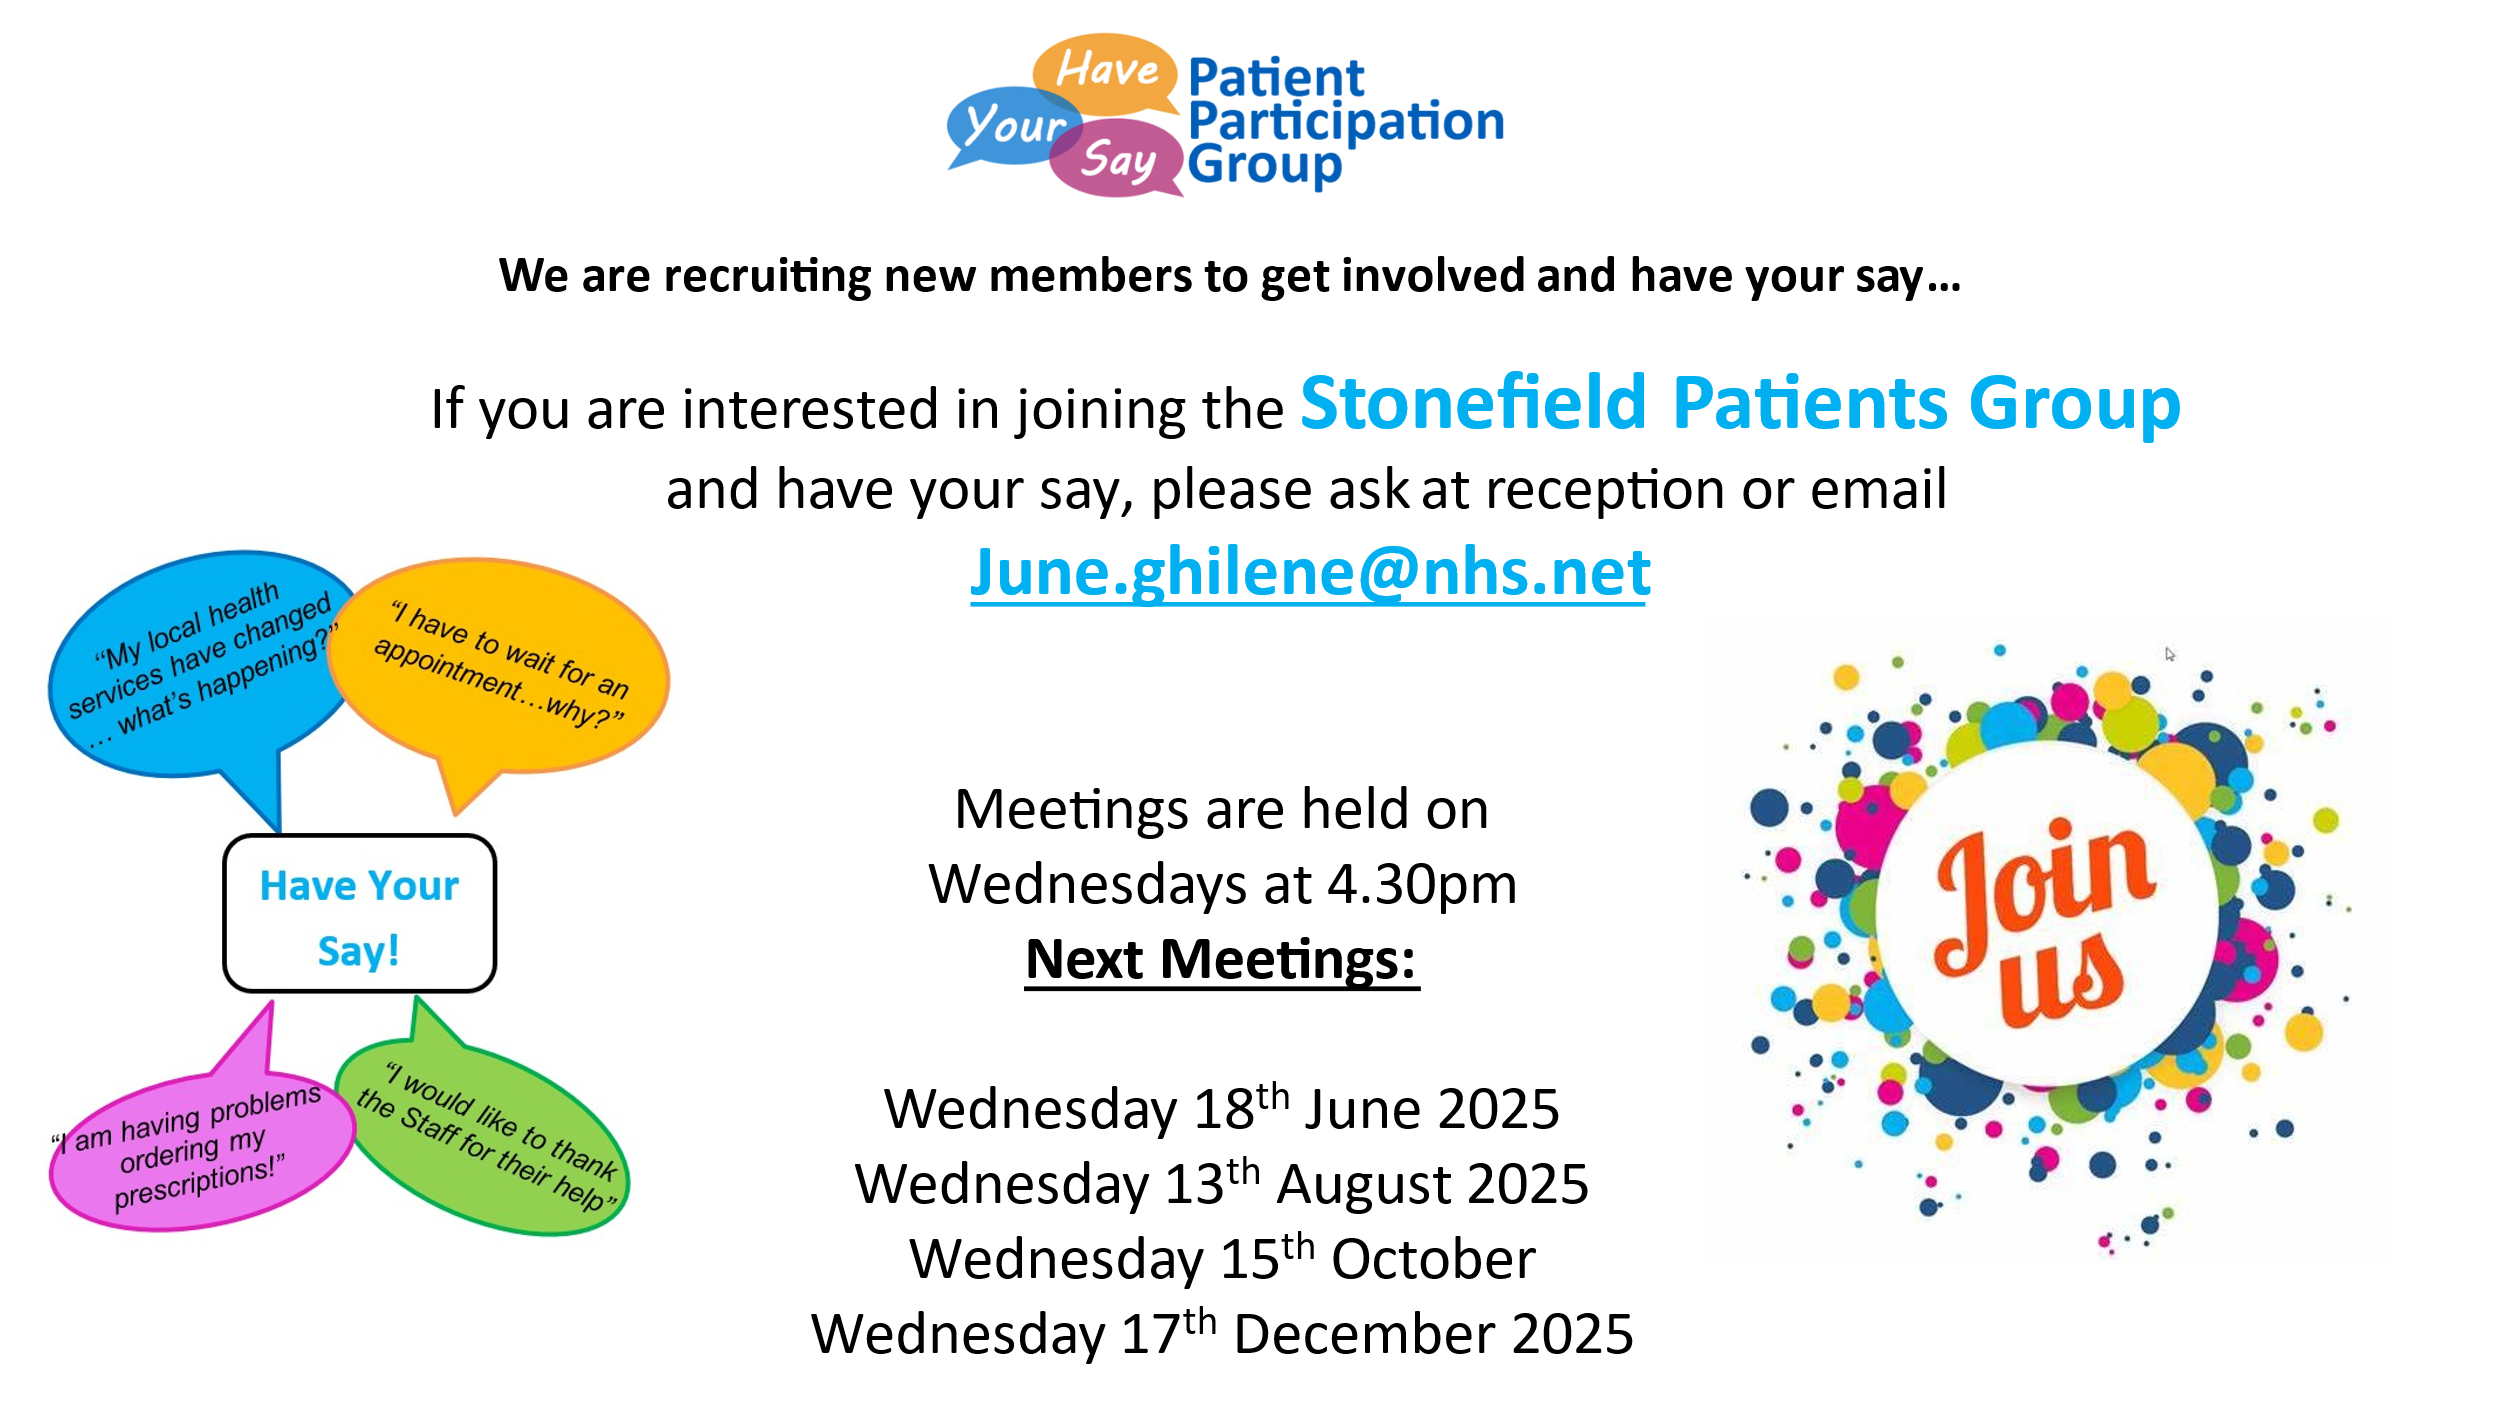 Have
Your
Say
Patient
Participation
Group
We are recruiting new members to get involved and have your say…
If you are interested in joining the Stonefield Patients Group
and have your say, please ask at reception or email
June.ghilene@nhs.net
“My local health
services have changed
… what’s happening?”
“I have to wait for an
appointment…why?”
Have Your
Say!
“I am having problems
ordering my
prescriptions!”
“I would like to thank
the Staff for their help”
Meetings are held on
Wednesdays at 4.30pm
Next Meetings:
Wednesday 18th June 2025
Wednesday 13th August 2025
Wednesday 15th October
Wednesday 17th December 2025
Join
us